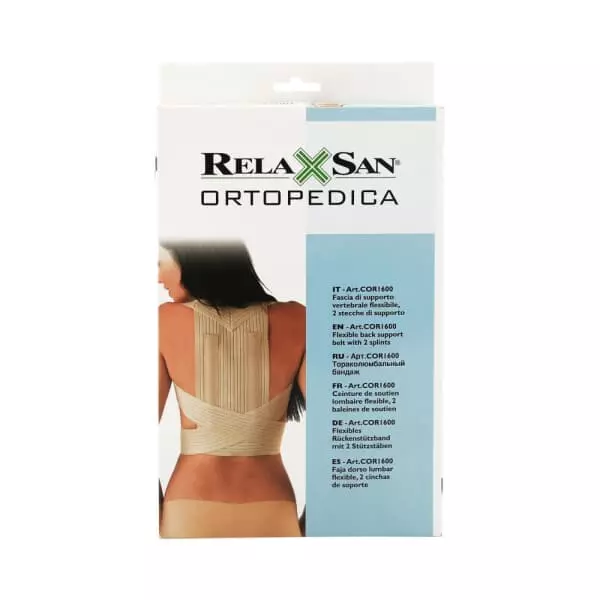 RELAXSAN®
ORTOPEDICA
IT - Art.COR1600
Fascia di supporto
vertebrale flessibile,
2 stecche di supporto
EN - Art.COR1600
Flexible back support
belt with 2 splints
RU - Арт.COR1600
Тораколюмбальный
бандаж
FR - Art.COR1600
Ceinture de soutien
lombaire flexible, 2
baleines de soutien
DE - Art.COR1600
Flexibles
Rückenstützband
mit 2 Stützstäben
ES - Art.COR1600
Faja dorso lumbar
flexible, 2 cinchas
de soporte